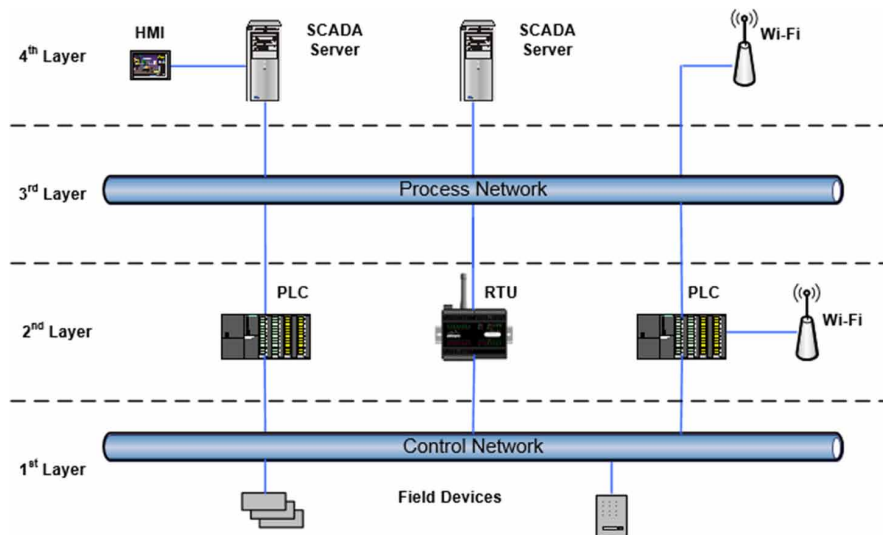 HMI
SCADA
Server
SCADA
Server
Wi-Fi
4th Layer
3rd Layer
Process Network
PLC
RTU
PLC
2nd Layer
Wi-Fi
Control Network
1st Layer
Field Devices